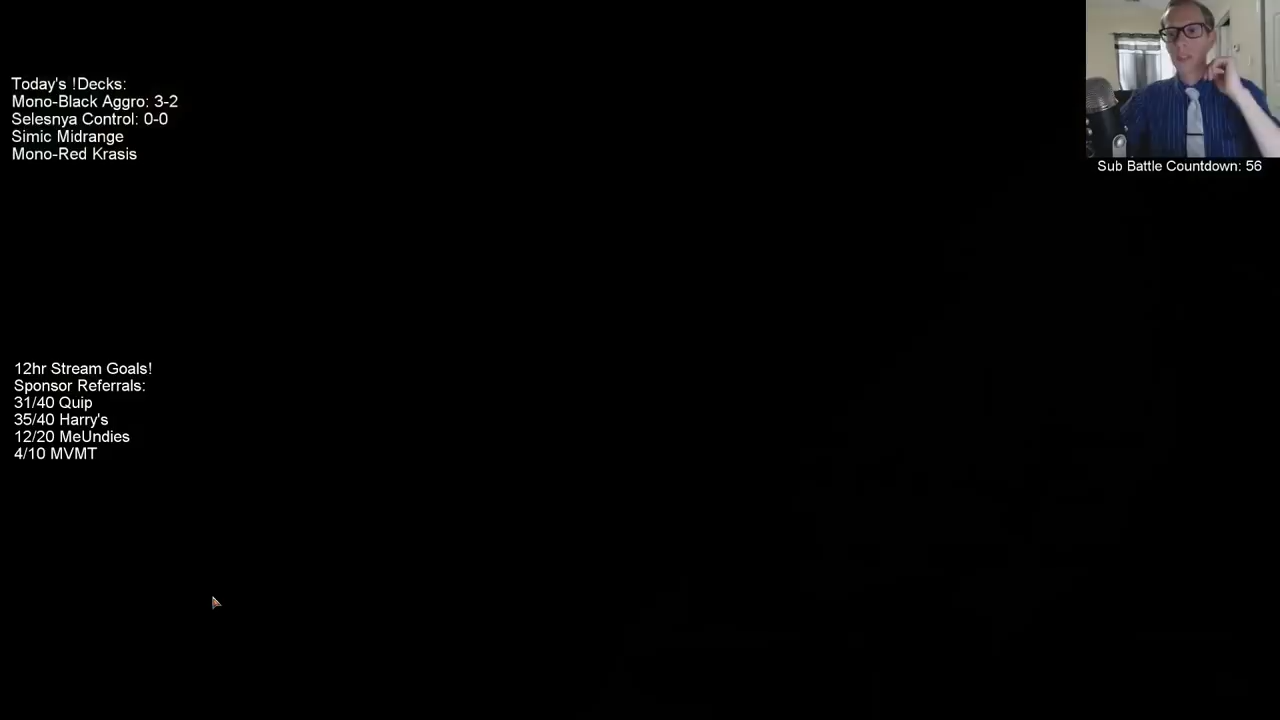 Today's !Decks:
Mono-Black Aggro: 3-2
Selesnya Control: 0-0
Simic Midrange
Mono-Red Krasis
Sub Battle Countdown: 56
12hr Stream Goals!
Sponsor Referrals:
31/40 Quip
35/40 Harry's
12/20 MeUndies
4/10 MVMT